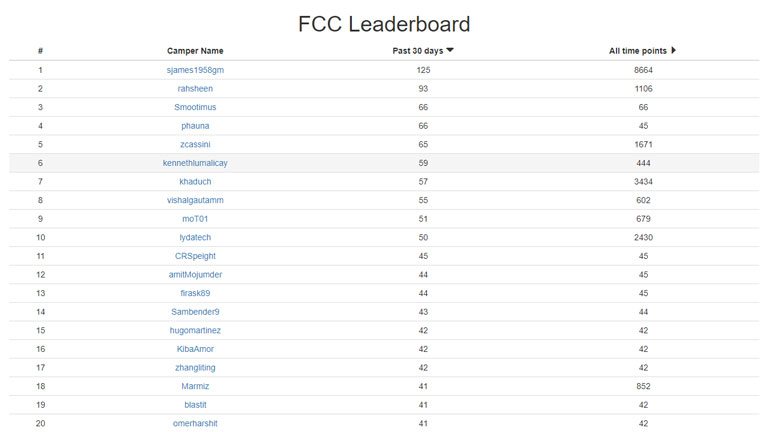 FCC Leaderboard
# Camper Name Past 30 days All time points
1 sjames1958gm 125 8664
2 rahsheen 93 1106
3 Smootimus 66 66
4 phauna 66 45
5 zcassini 65 1671
6 kennethlumalicay 59 444
7 khaduch 57 3434
8 vishalgautamm 55 602
9 moT01 51 679
10 lydatech 50 2430
11 CRSpeight 45 45
12 amitMojumder 44 45
13 firask89 44 45
14 Sambender9 43 44
15 hugomartinez 42 42
16 KibaAmor 42 42
17 zhangliting 42 42
18 Marmiz 41 852
19 blastit 41 42
20 omerharshit 41 42